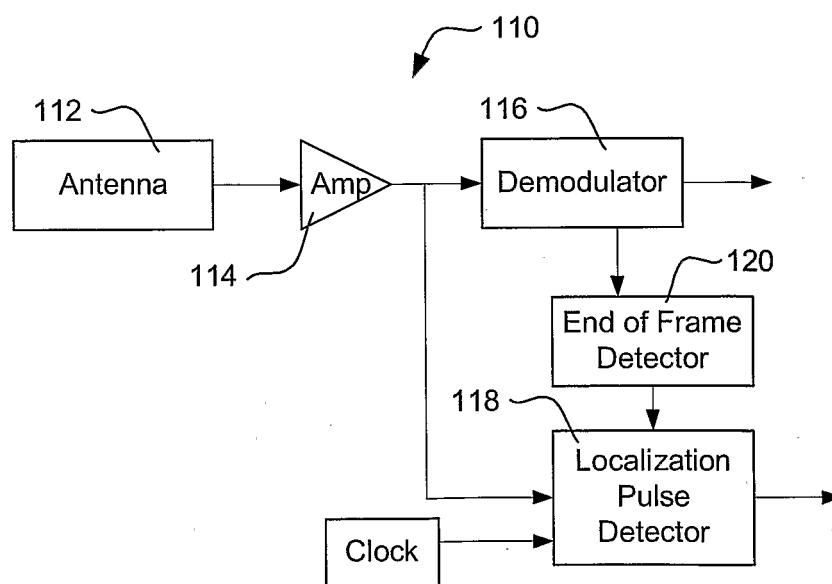 110
112
116
Antenna
Amp
Demodulator
114
120
End of Frame
Detector
118
Localization
Pulse
Detector
Clock